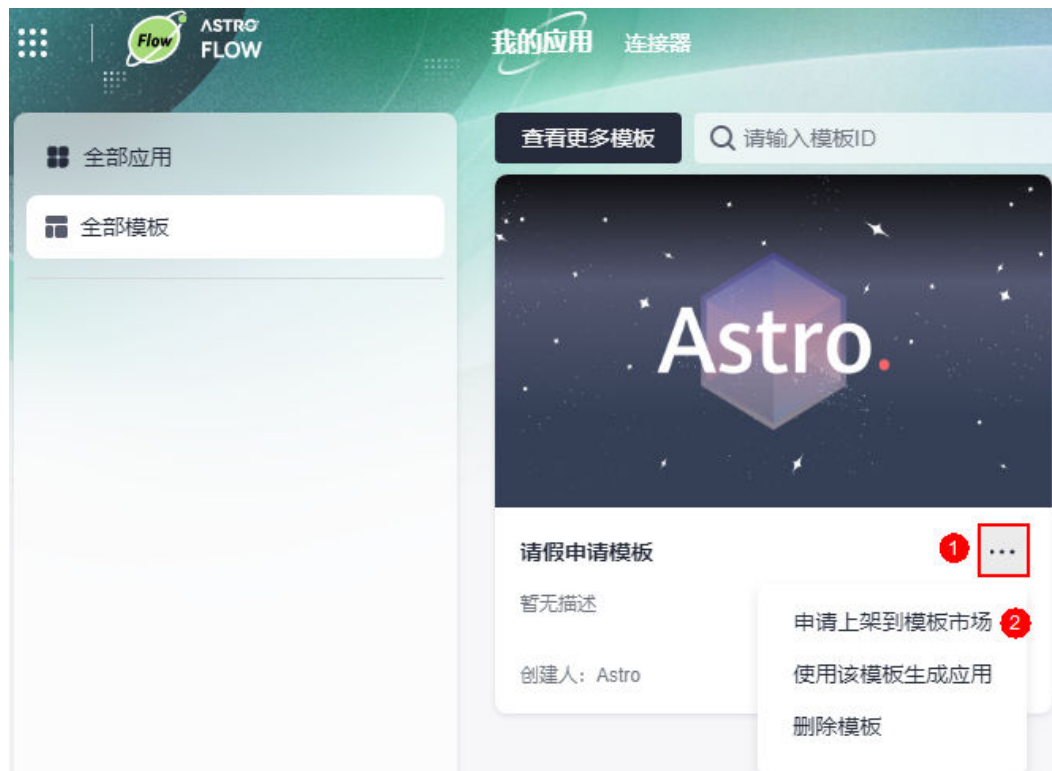 Flow
ASTRO
FLOW
我的应用 连接器
全部应用
全部模板
查看更多模板 请输入模板ID
Astro.
请假申请模板
1 ...
暂无描述
申请上架到模板市场 2
创建人：Astro
使用该模板生成应用
删除模板